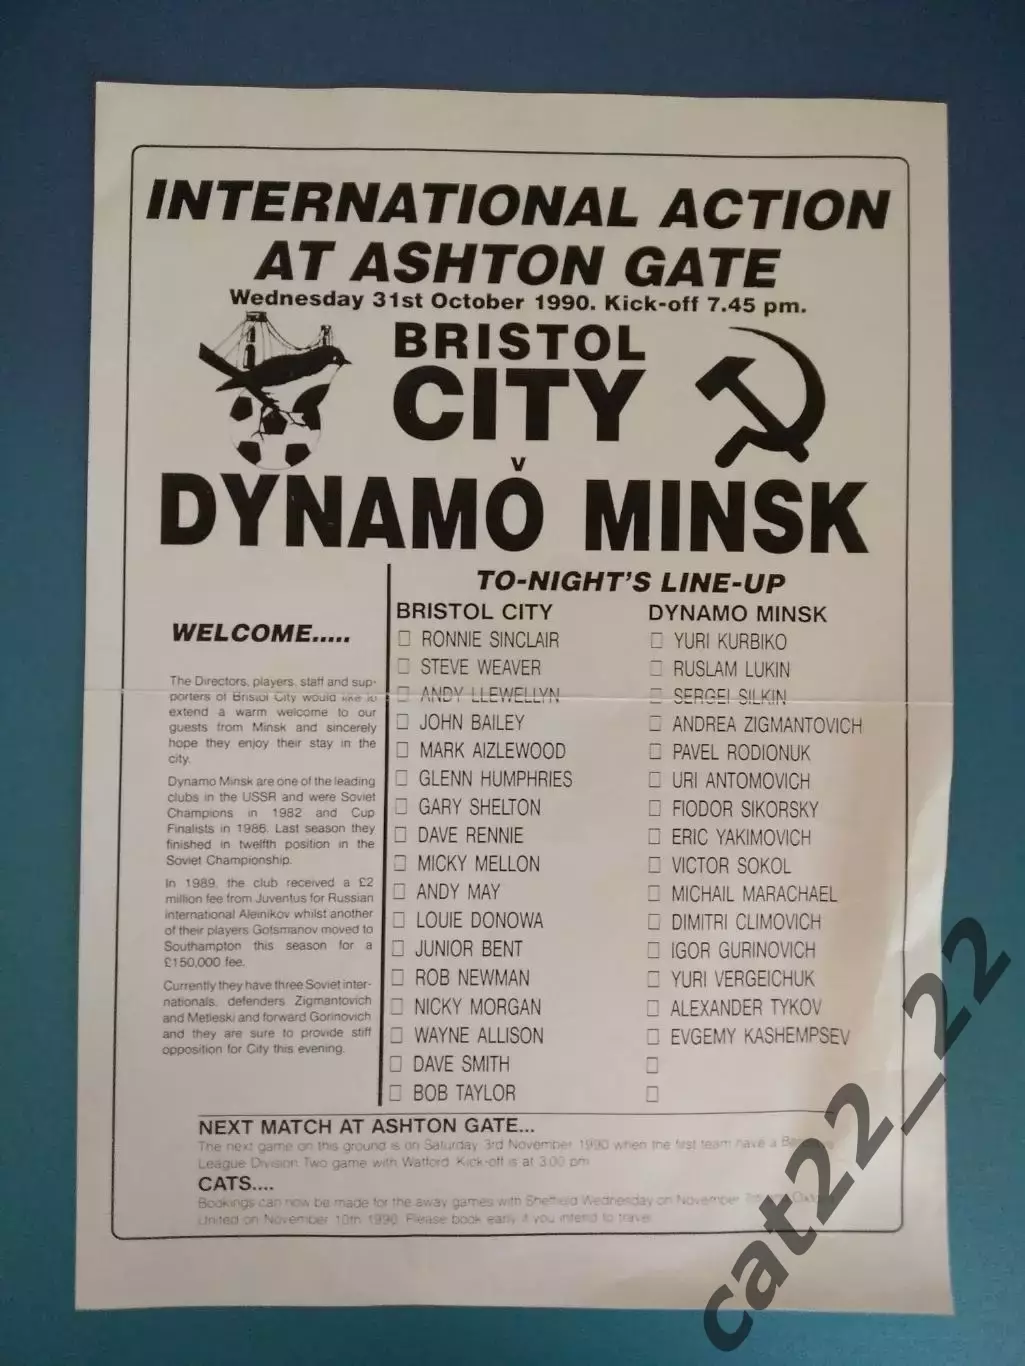 INTERNATIONAL ACTION
AT ASHTON GATE
Wednesday 31st October 1990. Kick-off 7.45 pm.
BRISTOL
CITY
v
DYNAMO MINSK
WELCOME.....
The Directors, players, staff and sup-
porters of Bristol City would like to
extend a warm welcome to our
guests from Minsk and sincerely
hope they enjoy their stay in the
city.
Dynamo Minsk are one of the leading
clubs in the USSR and were Soviet
Champions in 1982 and Cup
Finalists in 1986. Last season they
finished in twelfth position in the
Soviet Championship.
In 1989, the club received a £2
million fee from Juventus for Russian
international Aleinikov whilst another
of their players Gotsmanov moved to
Southampton this season for a
£150,000 fee.
Currently they have three Soviet inter-
nationals, defenders Zigmantovich
and Metleski and forward Gorinovich
and they are sure to provide stiff
opposition for City this evening.
TO-NIGHT'S LINE-UP
BRISTOL CITY
RONNIE SINCLAIR
STEVE WEAVER
ANDY LLEWELLYN
JOHN BAILEY
MARK AIZLEWOOD
GLENN HUMPHRIES
GARY SHELTON
DAVE RENNIE
MICKY MELLON
ANDY MAY
LOUIE DONOWA
JUNIOR BENT
ROB NEWMAN
NICKY MORGAN
WAYNE ALLISON
DAVE SMITH
BOB TAYLOR
DYNAMO MINSK
YURI KURBIKO
RUSLAM LUKIN
SERGEI SILKIN
ANDREA ZIGMANTOVICH
PAVEL RODIONUK
URI ANTOMOVICH
FIODOR SIKORSKY
ERIC YAKIMOVICH
VICTOR SOKOL
MICHAIL MARACHAEL
DIMITRI CLIMOVICH
IGOR GURINOVICH
YURI VERGEICHUK
ALEXANDER TYKOV
EVGEMY KASHEMPSEV
NEXT MATCH AT ASHTON GATE...
The next game on this ground is on Saturday 3rd November 1990 when the first team have a
League Division Two game with Watford. Kick-off is at 3.00 pm.
CATS....
Bookings can now be made for the away games with Sheffield Wednesday on November
United on November 10th 1990. Please book early if you intend to travel.
cat22_22